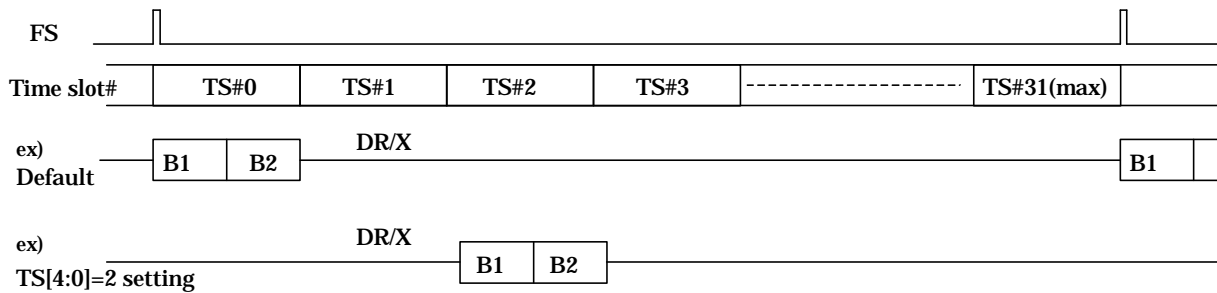 FS
Time slot# TS#0 TS#1 TS#2 TS#3 TS#31(max)
ex) DR/X
Default B1 B2 B1
ex) DR/X
TS[4:0]=2 setting B1 B2